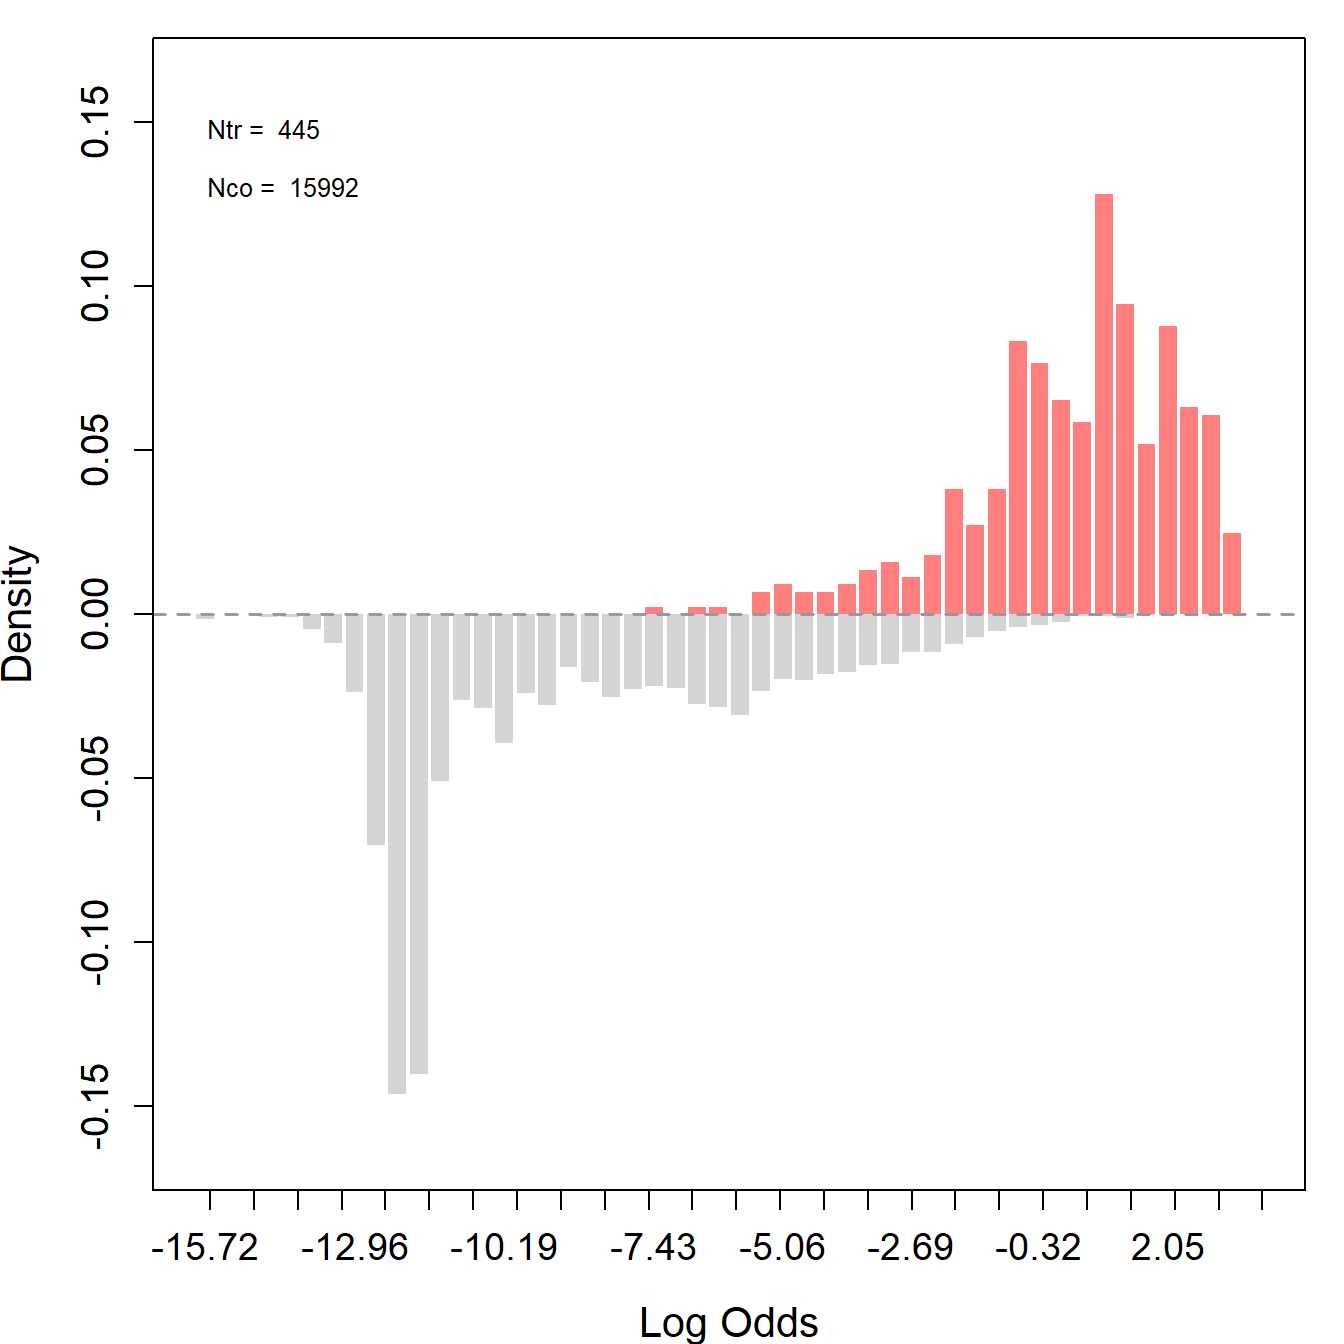 Ntr =  445
Nco =  15992
Density
0.15
0.10
0.05
0.00
-0.05
-0.10
-0.15
-15.72 -12.96 -10.19 -7.43 -5.06 -2.69 -0.32 2.05
Log Odds